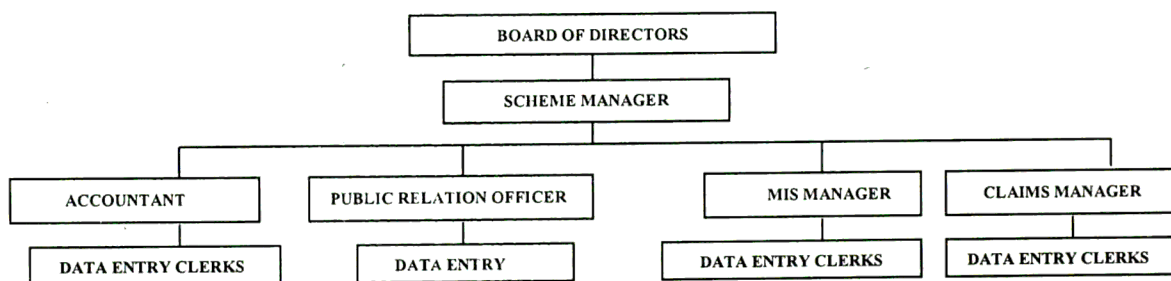 BOARD OF DIRECTORS
SCHEME MANAGER
ACCOUNTANT
PUBLIC RELATION OFFICER
MIS MANAGER
CLAIMS MANAGER
DATA ENTRY CLERKS
DATA ENTRY
DATA ENTRY CLERKS
DATA ENTRY CLERKS